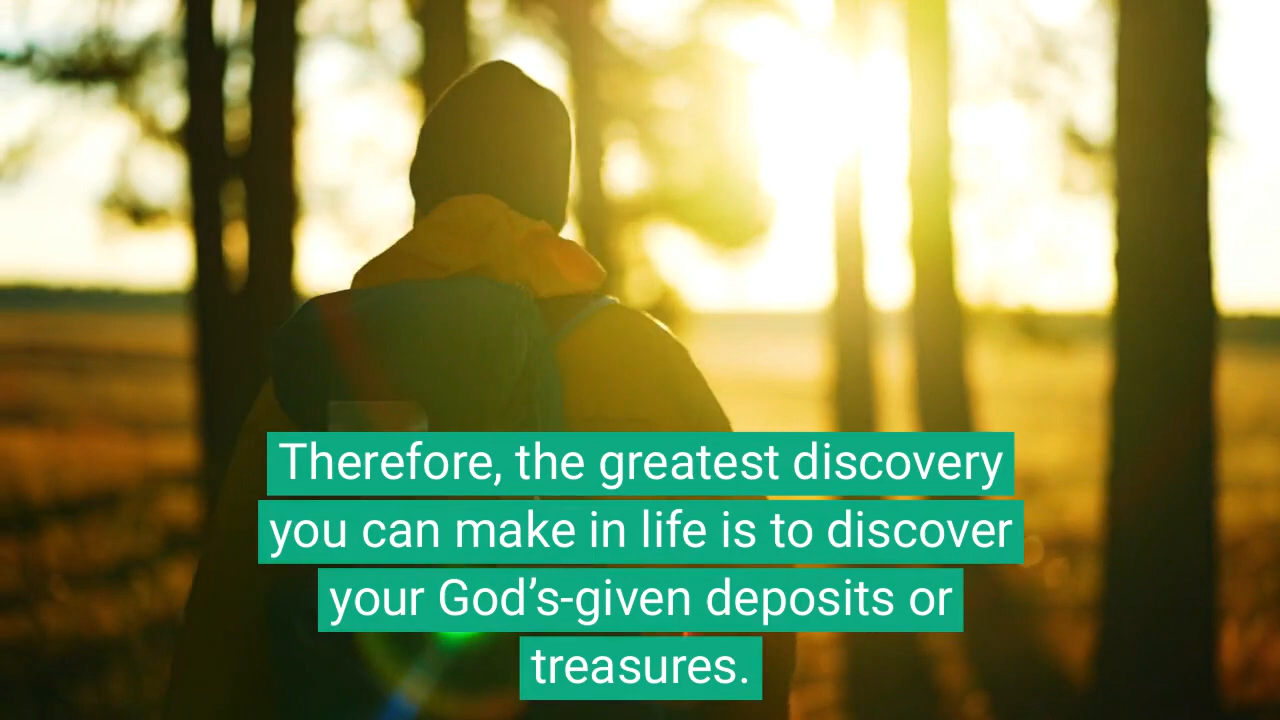 Therefore, the greatest discovery
you can make in life is to discover
your God’s-given deposits or
treasures.